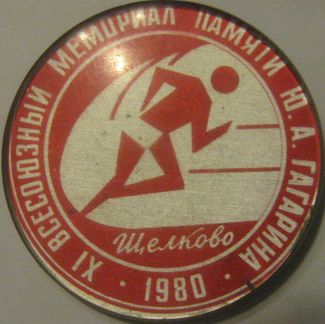 XI ВСЕСОЮЗНЫЙ МЕМОРИАЛ ПАМЯТИ Ю. А. ГАГАРИНА
Щелково
· 1980 ·